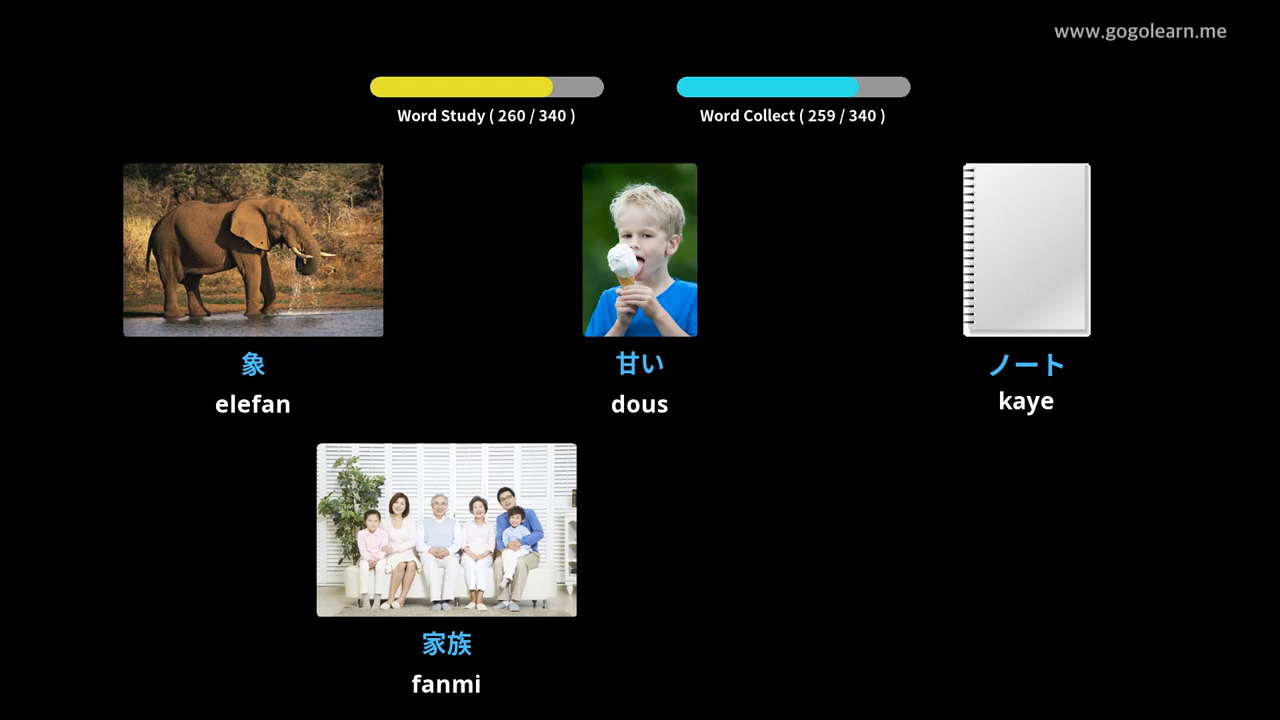 www.gogolearn.me
Word Study ( 260 / 340 )
Word Collect ( 259 / 340 )
象
elefan
甘い
dous
ノート
kaye
家族
fanmi